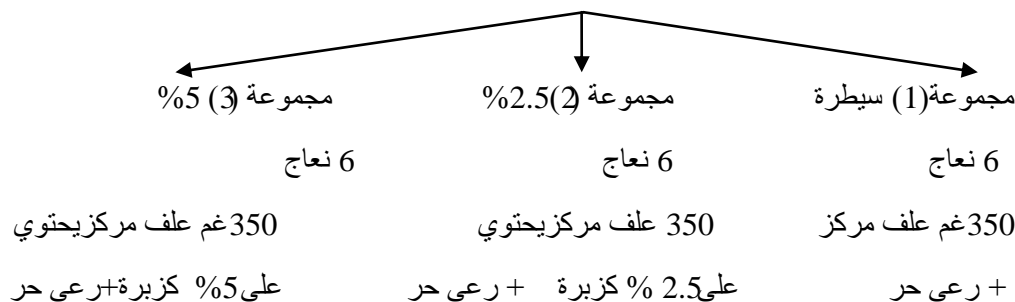 مجموعة(1) سيطرة مجموعة (2)2.5% مجموعة (3) 5%
6 نعاج 6 نعاج 6 نعاج
350غم علف مركز 350 علف مركزيحتوي 350غم علف مركزيحتوي
+ رعي حر على2.5 % كزبرة + رعي حر على5% كزبرة+رعي حر